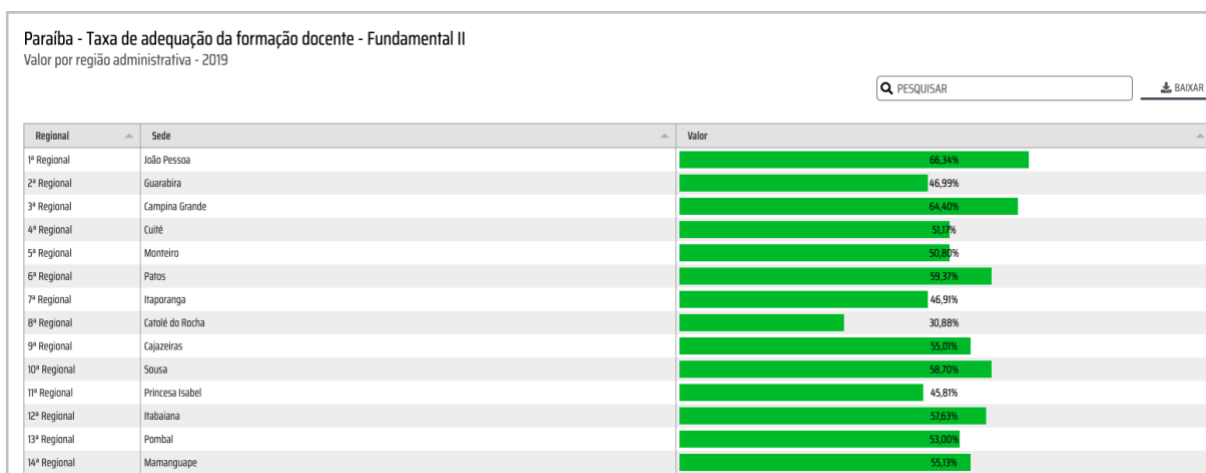 Paraíba - Taxa de adequação da formação docente - Fundamental II
Valor por região administrativa - 2019
PESQUISAR BAIXAR
Regional Sede Valor
1ª Regional João Pessoa 66,34%
2ª Regional Guarabira 46,99%
3ª Regional Campina Grande 64,40%
4ª Regional Cuité 51,17%
5ª Regional Monteiro 50,80%
6ª Regional Patos 59,37%
7ª Regional Itaporanga 46,91%
8ª Regional Catolé do Rocha 30,88%
9ª Regional Cajazeiras 55,01%
10ª Regional Sousa 58,70%
11ª Regional Princesa Isabel 45,81%
12ª Regional Itabaiana 57,63%
13ª Regional Pombal 53,00%
14ª Regional Mamanguape 55,13%